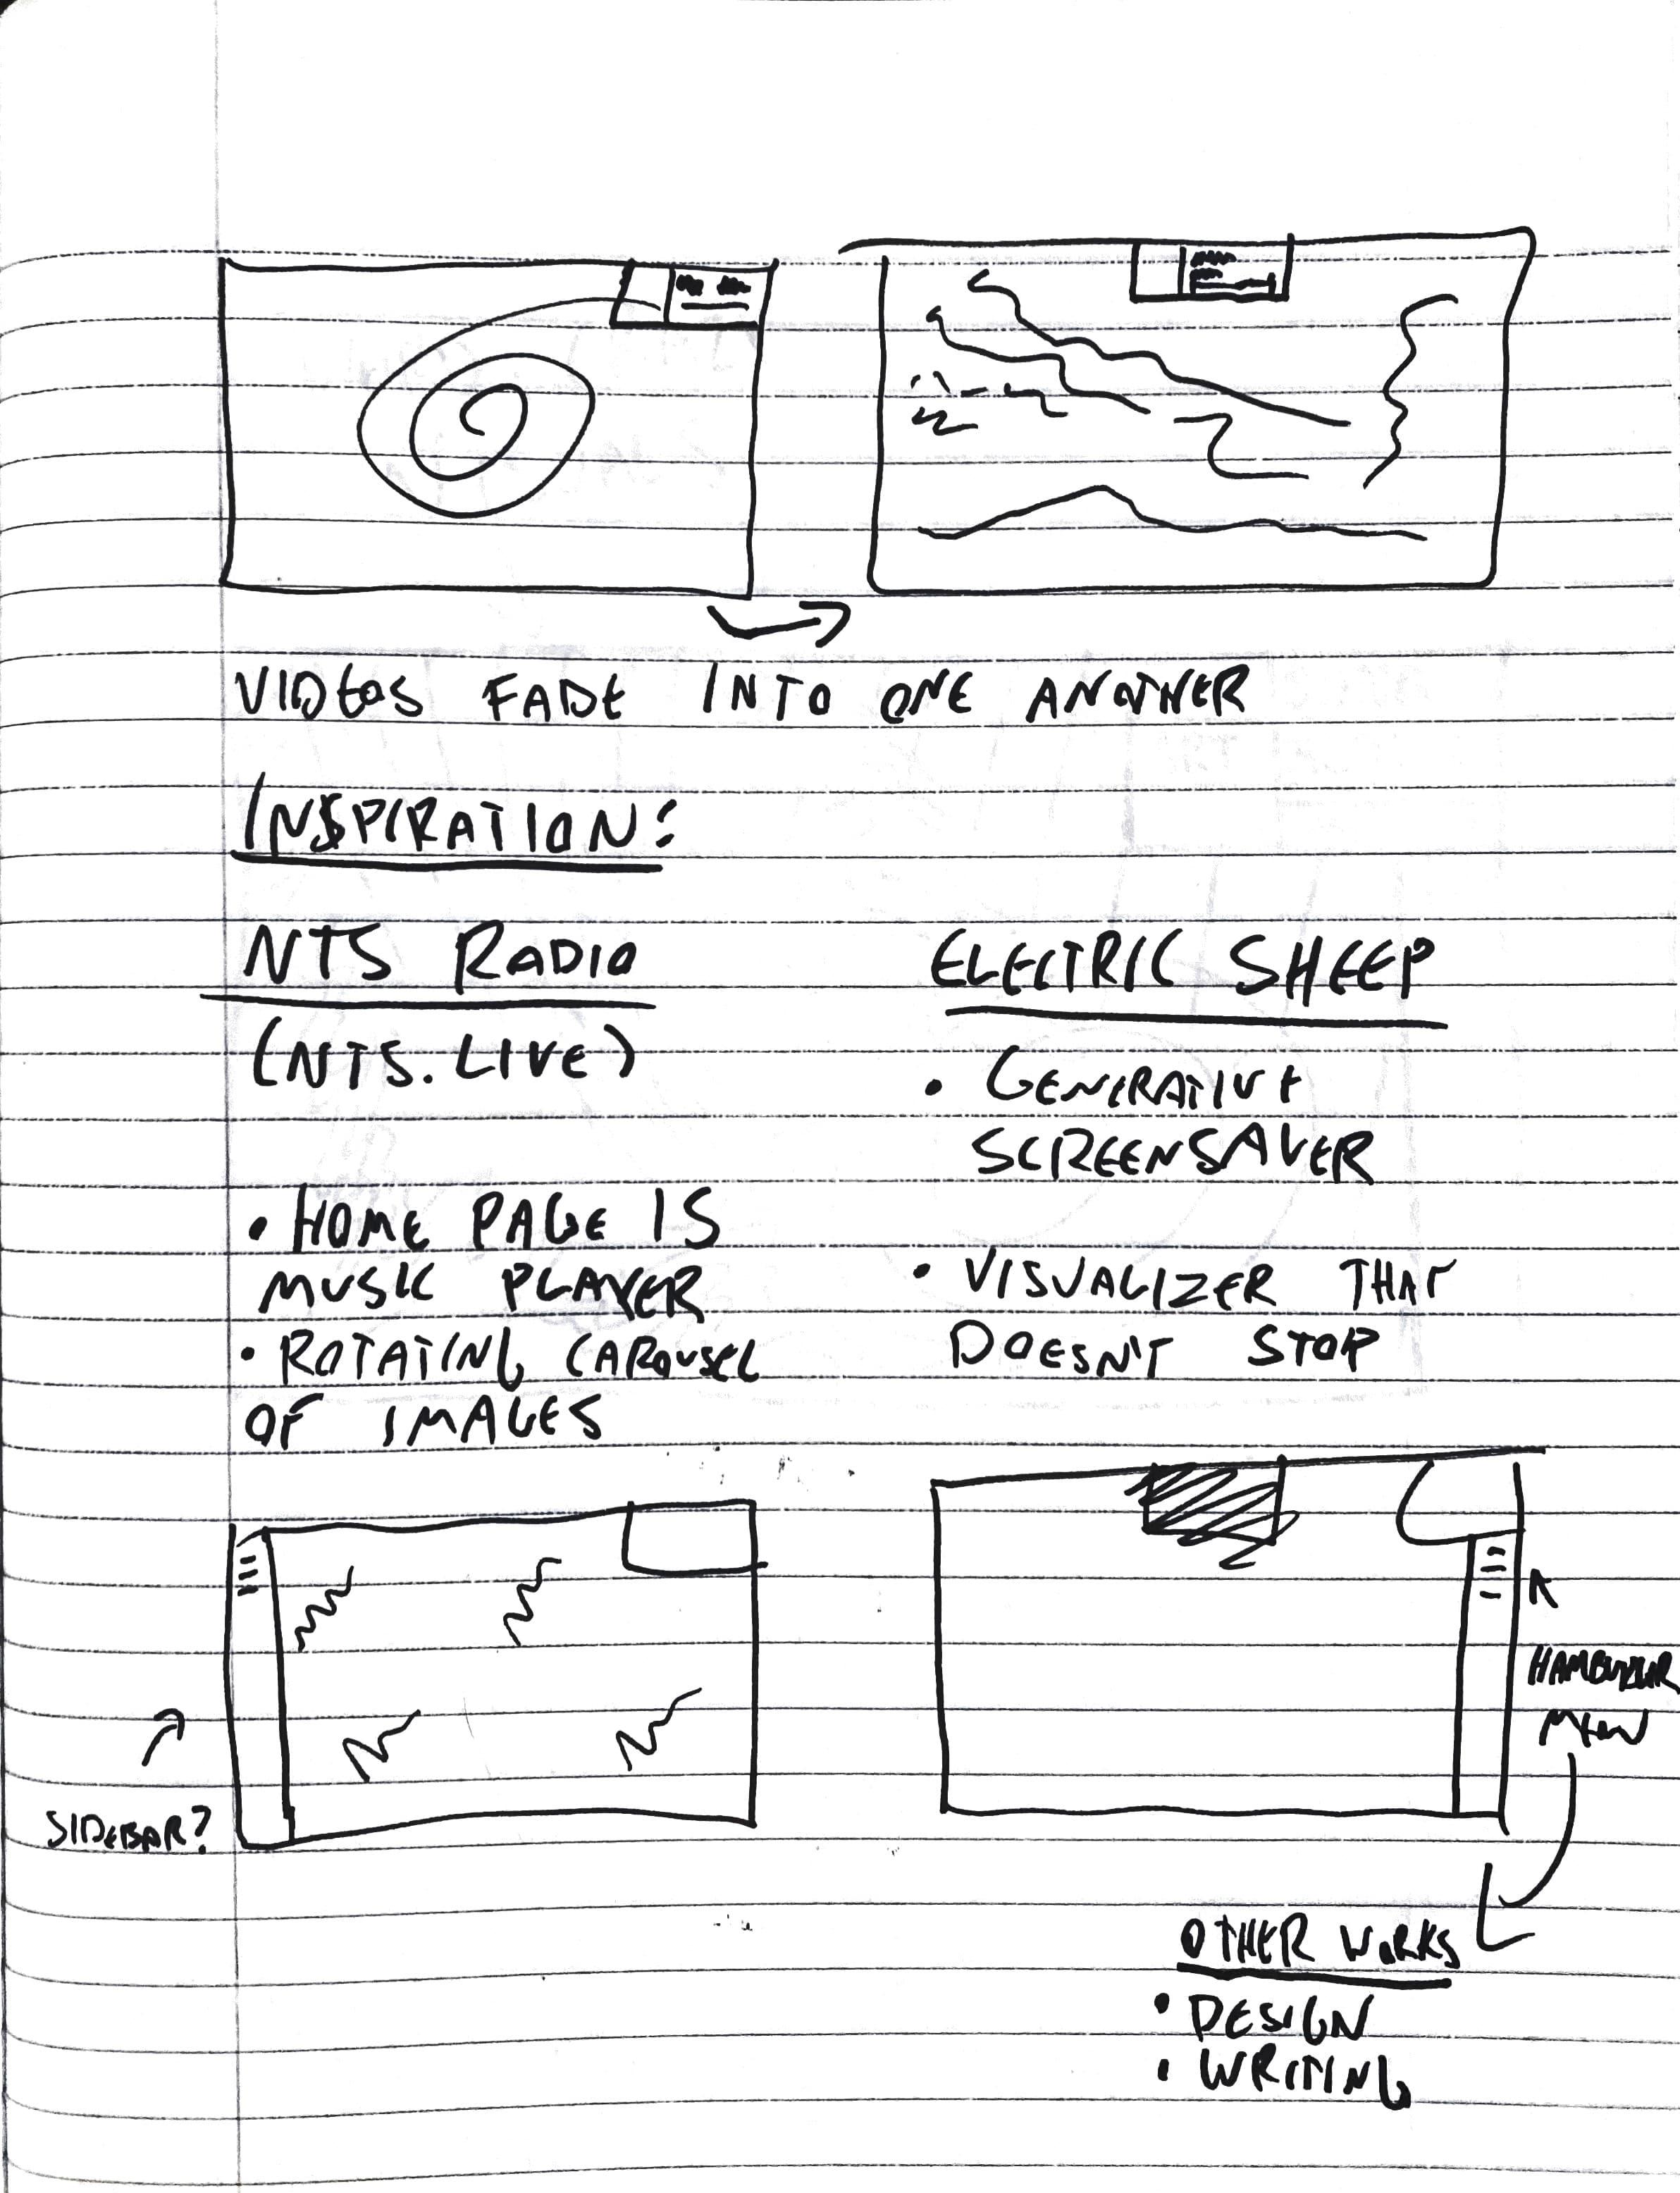 VIDEOS FADE INTO ONE ANOTHER
INSPIRATION:
NTS RADIO
(NTS.LIVE)
• HOME PAGE IS
MUSIC PLAYER
• ROTATING CAROUSEL
OF IMAGES
ELECTRIC SHEEP
• GENERATIVE
SCREENSAVER
• VISUALIZER THAT
DOESN'T STOP
SIDEBAR?
HAMBURGER
MENU
OTHER WORKS
• DESIGN
• WRITING